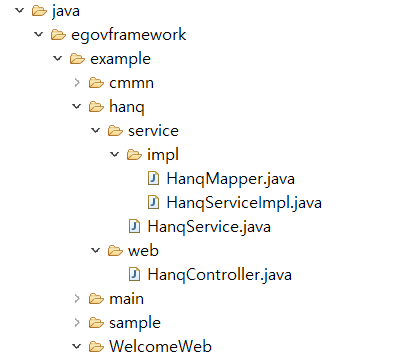 java
egovframework
example
cmmn
hanq
service
impl
HanqMapper.java
HanqServiceImpl.java
HanqService.java
web
HanqController.java
main
sample
WelcomeWeb